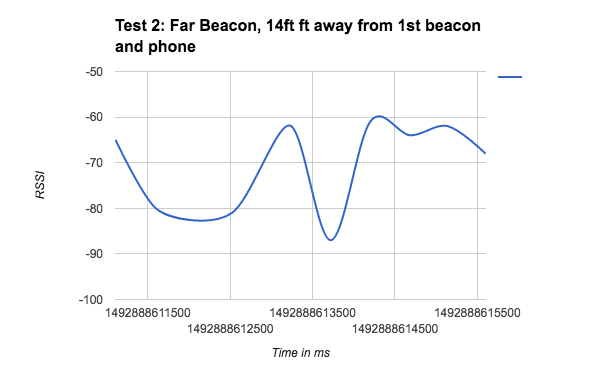 Test 2: Far Beacon, 14ft ft away from 1st beacon
and phone
-50
-60
-70
-80
-90
-100
RSSI
1492888611500
1492888612500
1492888613500
1492888614500
1492888615500
Time in ms